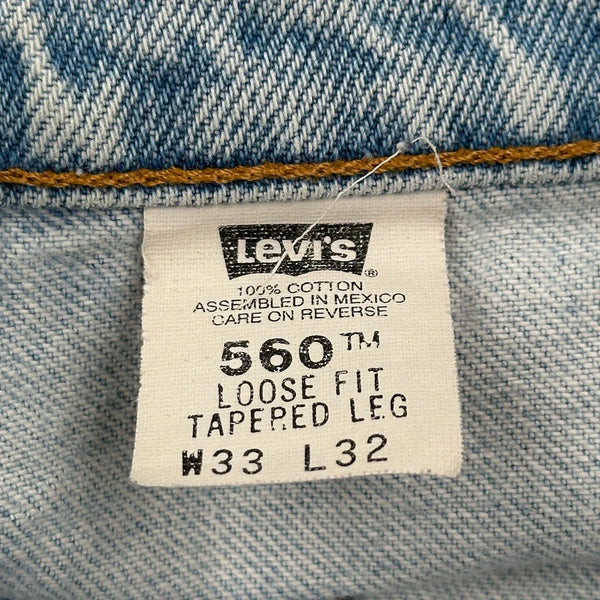 Levi's ®
100% COTTON
ASSEMBLED IN MEXICO
CARE ON REVERSE
560™
LOOSE FIT
TAPERED LEG
W33 L32